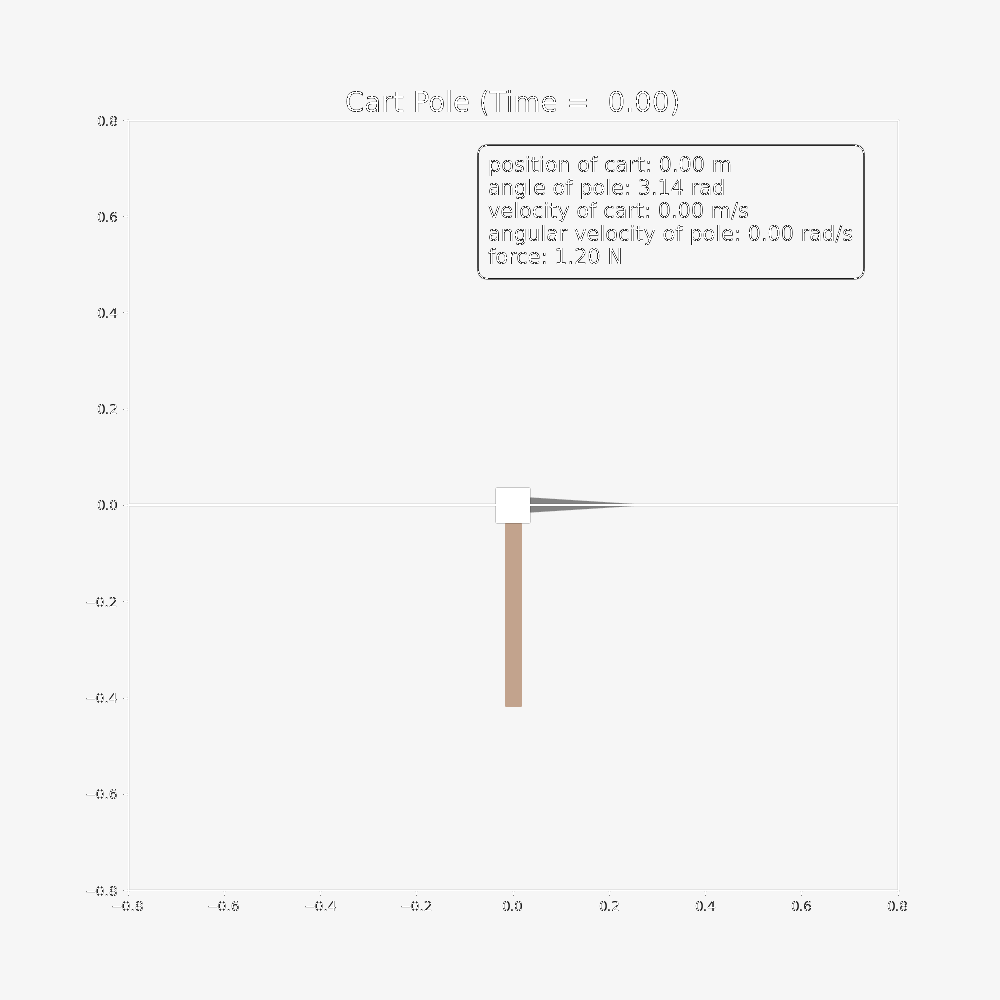 Cart Pole (Time =  0.00)
position of cart: 0.00 m
angle of pole: 3.14 rad
velocity of cart: 0.00 m/s
angular velocity of pole: 0.00 rad/s
force: 1.20 N
0.8
0.6
0.4
0.2
0.0
−0.2
−0.4
−0.6
−0.8
−0.8 −0.6 −0.4 −0.2 0.0 0.2 0.4 0.6 0.8